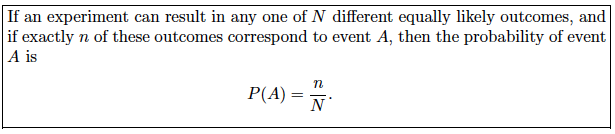 If an experiment can result in any one of N different equally likely outcomes, and
if exactly n of these outcomes correspond to event A, then the probability of event
A is
P(A) = n/N.